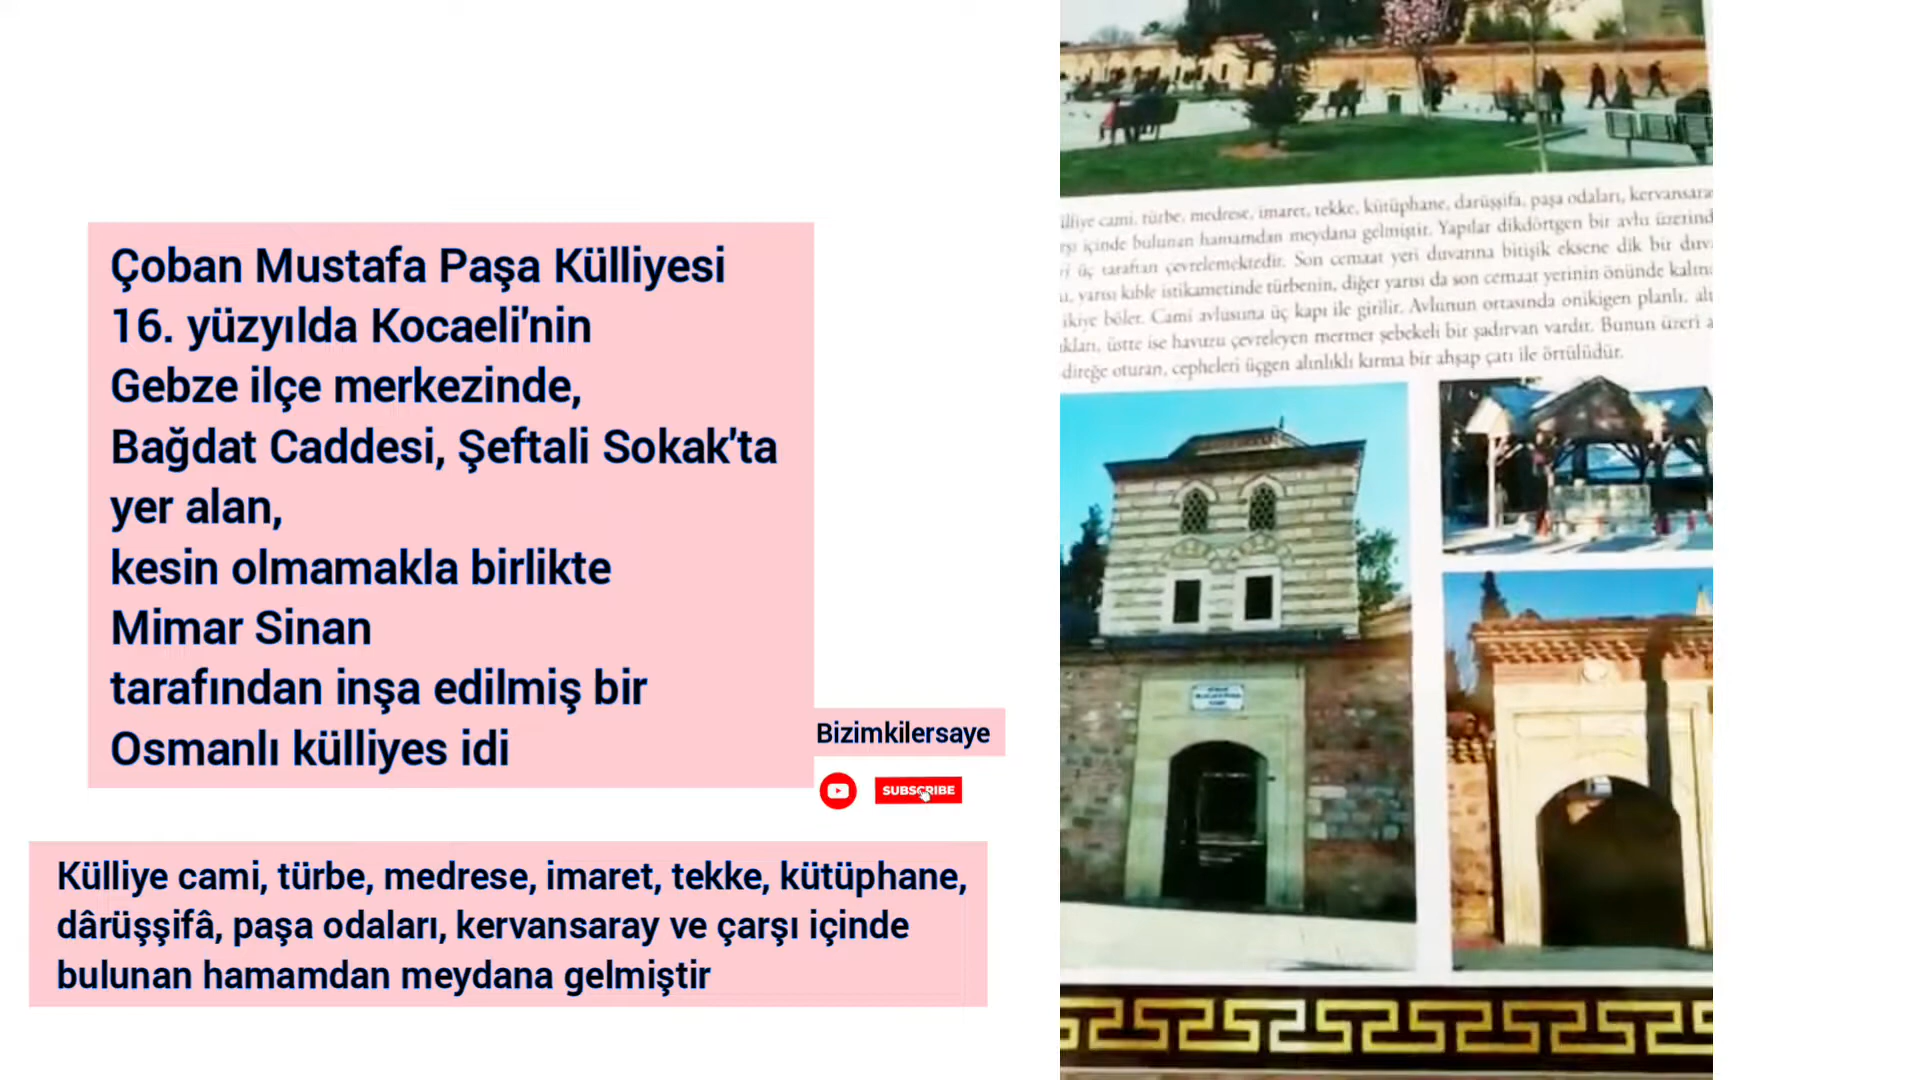 Çoban Mustafa Paşa Külliyesi
16. yüzyılda Kocaeli'nin
Gebze ilçe merkezinde,
Bağdat Caddesi, Şeftali Sokak'ta
yer alan,
kesin olmamakla birlikte
Mimar Sinan
tarafından inşa edilmiş bir
Osmanlı külliyes idi
Bizimkilersaye
SUBSCRIBE
Külliye cami, türbe, medrese, imaret, tekke, kütüphane,
dârüşşifâ, paşa odaları, kervansaray ve çarşı içinde
bulunan hamamdan meydana gelmiştir
cami, türbe, medrese, imaret, tekke, kütüphane, darüşşifa, paşa odaları,
içinde bulunan hamamdan meydana gelmiştir. Yapılar dikdörtgen bir avlu
üç taraftan çevrelemektedir. Son cemaat yeri duvarına bitişik eksene dik bir
yarısı kıble istikametinde türbenin, diğer yarısı da son cemaat yerinin önünde
ikiye böler. Cami avlusuna üç kapı ile girilir. Avlunun ortasında onikigen planlı,
üstte ise havuzu çevreleyen mermer şebekeli bir şadırvan vardır. Bunun üzeri
direğe oturan, cepheleri üçgen alınlıklı kırma bir ahşap çatı ile örtülüdür.